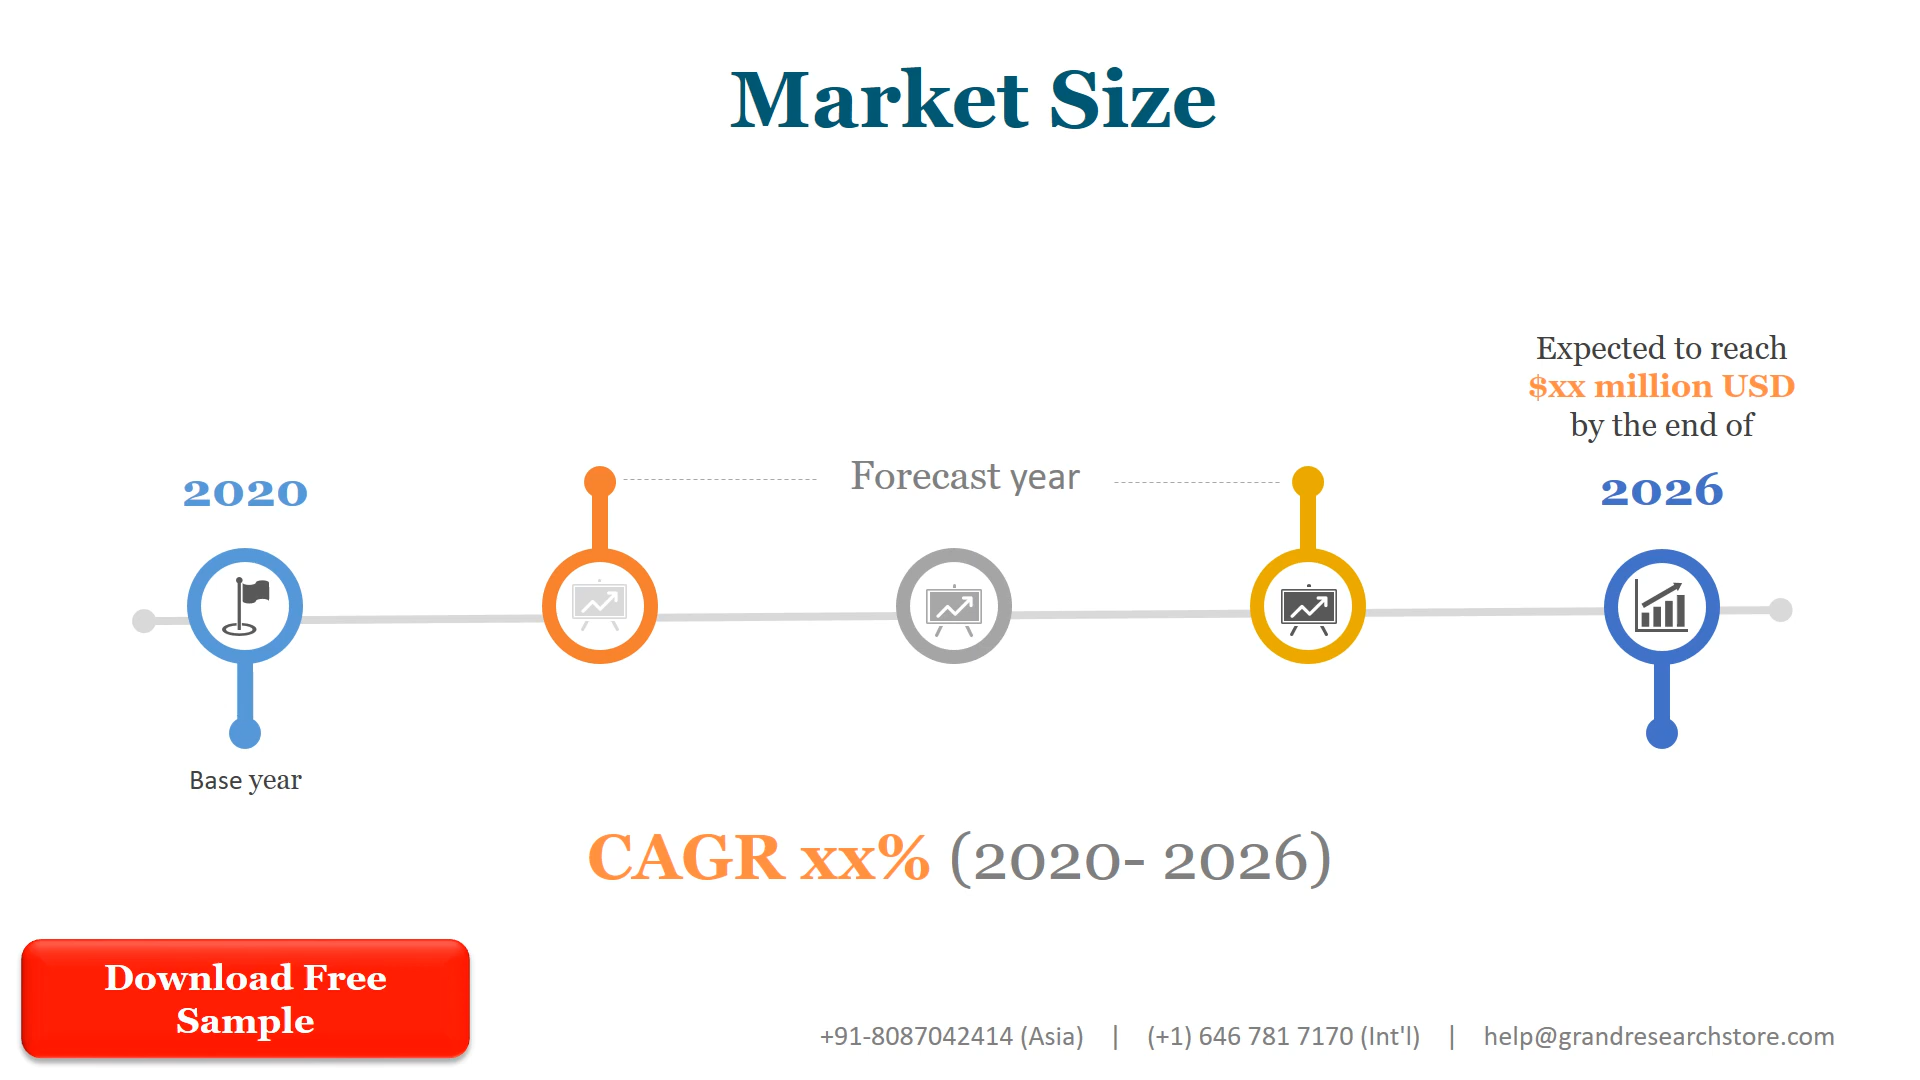 Market Size
Expected to reach
$xx million USD
by the end of
2026
2020
Forecast year
Base year
CAGR xx% (2020- 2026)
Download Free
Sample
+91-8087042414 (Asia) | (+1) 646 781 7170 (Int'l) | help@grandresearchstore.com